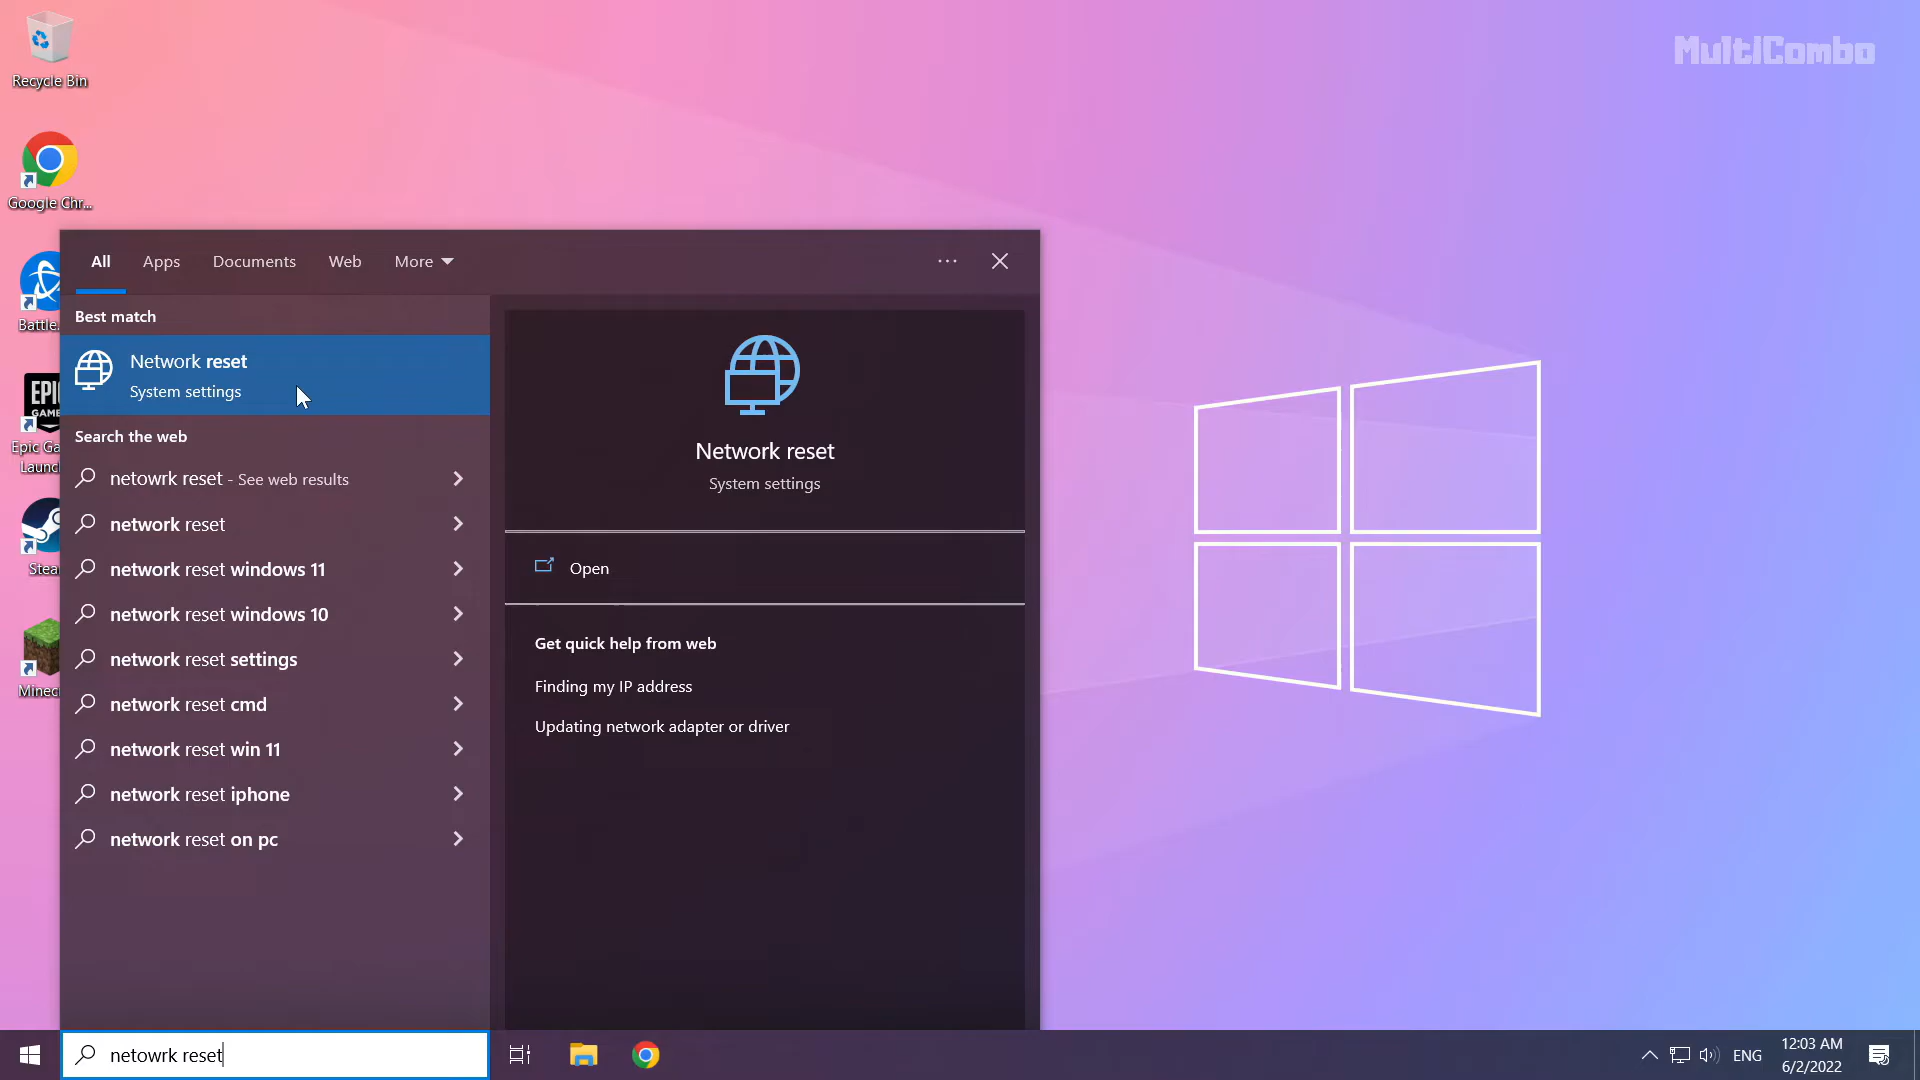 MultiCombo
Recycle Bin
Google Chr...
Battle.
EPIC
GAME
Epic Ga
Launch
Stea
Minec
All
Apps
Documents
Web
More
Best match
Network reset
System settings
Search the web
netowrk reset - See web results
network reset
network reset windows 11
network reset windows 10
network reset settings
network reset cmd
network reset win 11
network reset iphone
network reset on pc
Network reset
System settings
Open
Get quick help from web
Finding my IP address
Updating network adapter or driver
netowrk reset
ENG
12:03 AM
6/2/2022